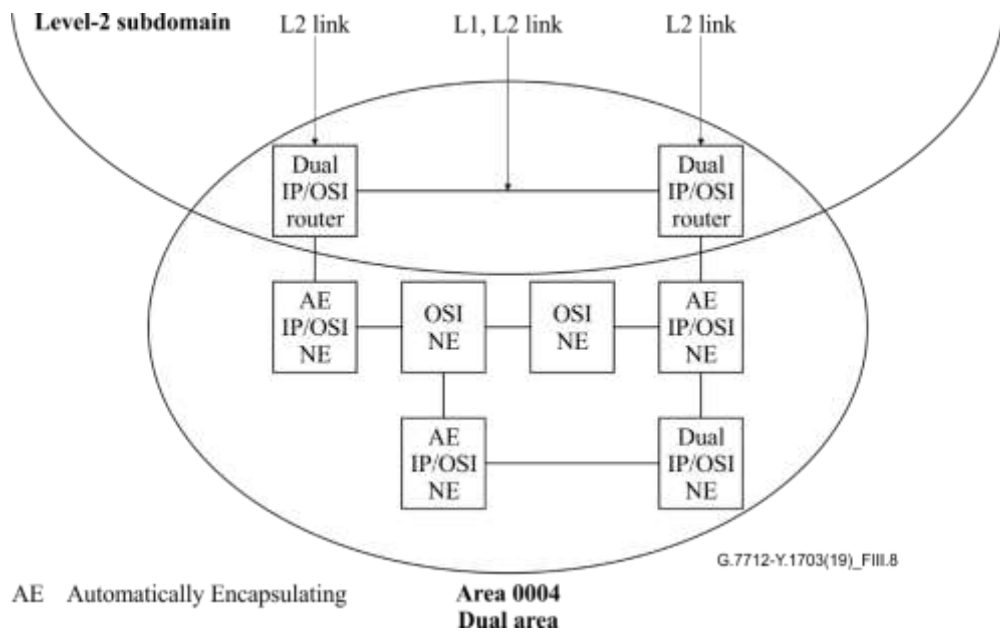 Level-2 subdomain
L2 link
L1, L2 link
L2 link
Dual
IP/OSI
router
Dual
IP/OSI
router
AE
IP/OSI
NE
OSI
NE
OSI
NE
AE
IP/OSI
NE
AE
IP/OSI
NE
Dual
IP/OSI
NE
G.7712-Y.1703(19)_FIII.8
AE Automatically Encapsulating
Area 0004
Dual area